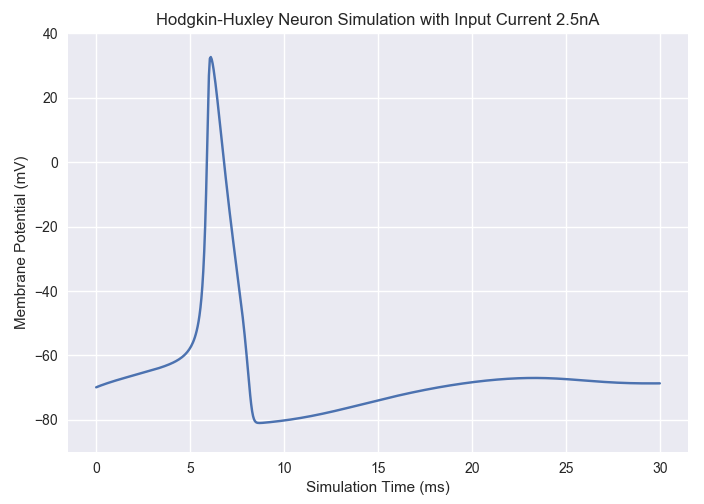 Hodgkin-Huxley Neuron Simulation with Input Current 2.5nA
40
20
0
−20
−40
−60
−80
Membrane Potential (mV)
0 5 10 15 20 25 30
Simulation Time (ms)